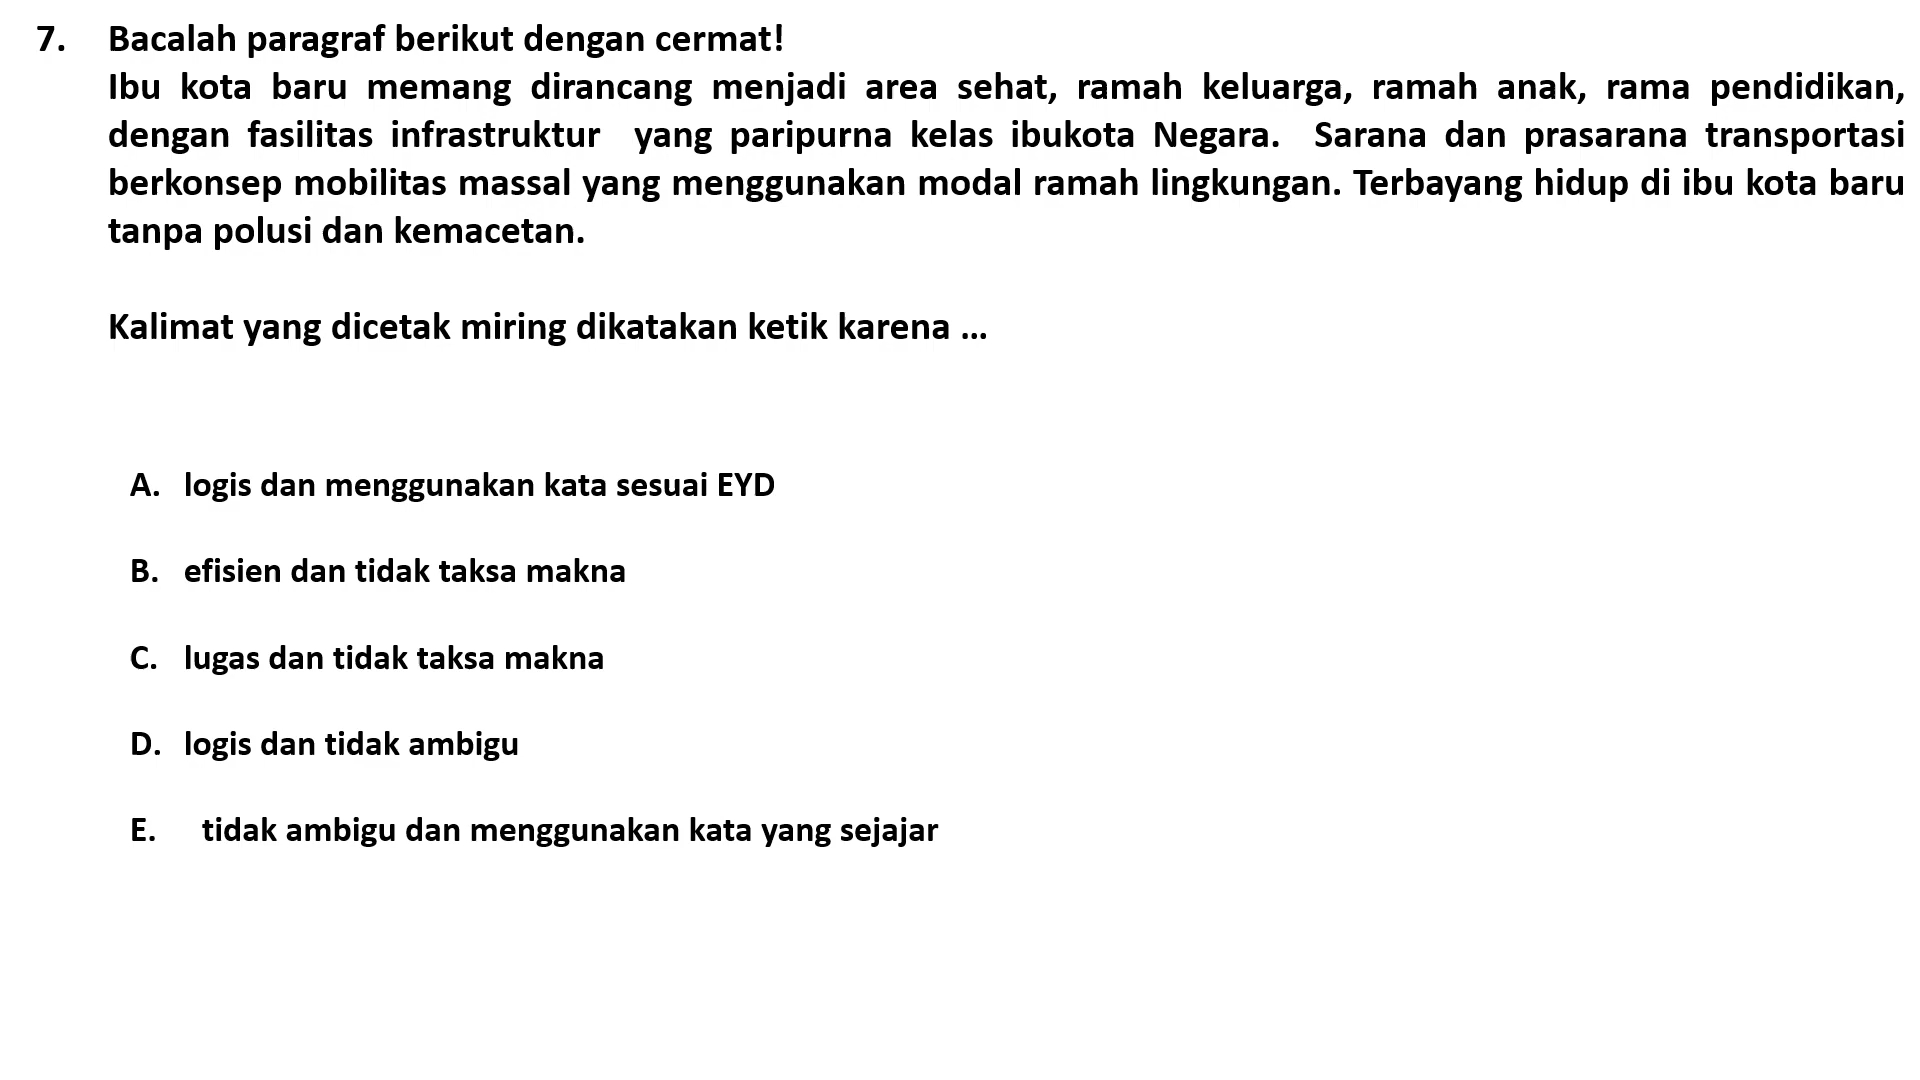 7. Bacalah paragraf berikut dengan cermat!
Ibu kota baru memang dirancang menjadi area sehat, ramah keluarga, ramah anak, rama pendidikan,
dengan fasilitas infrastruktur yang paripurna kelas ibukota Negara. Sarana dan prasarana transportasi
berkonsep mobilitas massal yang menggunakan modal ramah lingkungan. Terbayang hidup di ibu kota baru
tanpa polusi dan kemacetan.
Kalimat yang dicetak miring dikatakan ketik karena ...
A. logis dan menggunakan kata sesuai EYD
B. efisien dan tidak taksa makna
C. lugas dan tidak taksa makna
D. logis dan tidak ambigu
E. tidak ambigu dan menggunakan kata yang sejajar